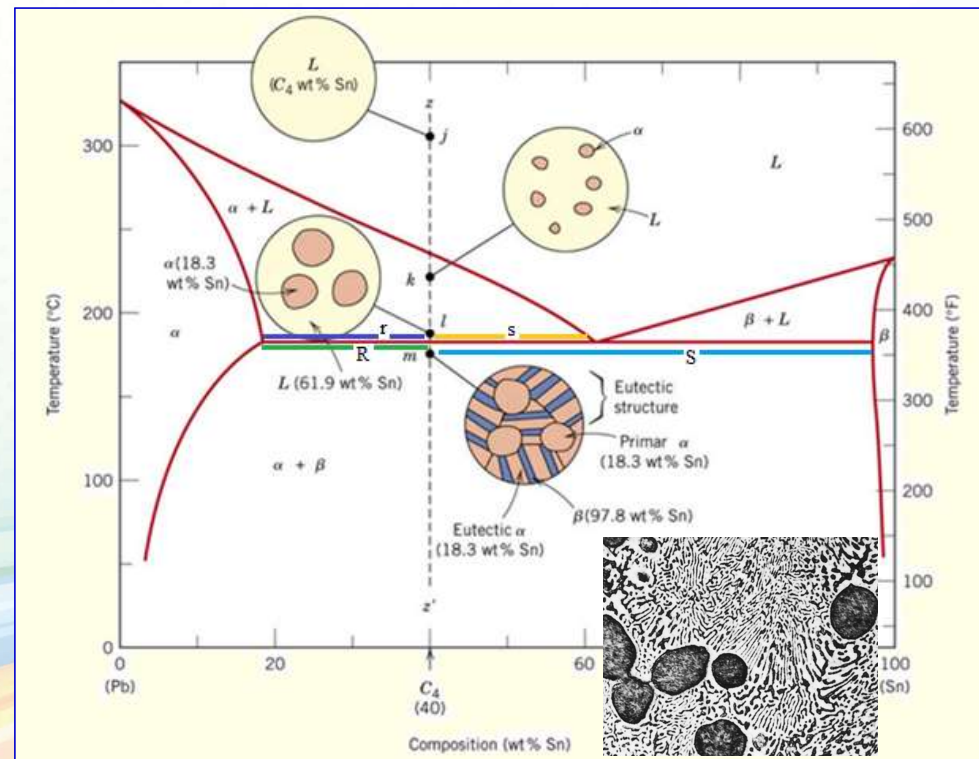 L
(C₄ wt% Sn)
z
j
600
300
α
L
α + L
L
500
k
α(18.3
wt% Sn)
400
200
l
r
s
β + L
α
β
R
m
S
L (61.9 wt% Sn)
Temperature (°C)
Temperature (°F)
Eutectic
structure
300
Primar α
(18.3 wt% Sn)
α + β
100
200
β(97.8 wt% Sn)
Eutectic α
(18.3 wt% Sn)
100
z'
0
0
20
60
100
(Pb)
C₄
(Sn)
(40)
Composition (wt% Sn)